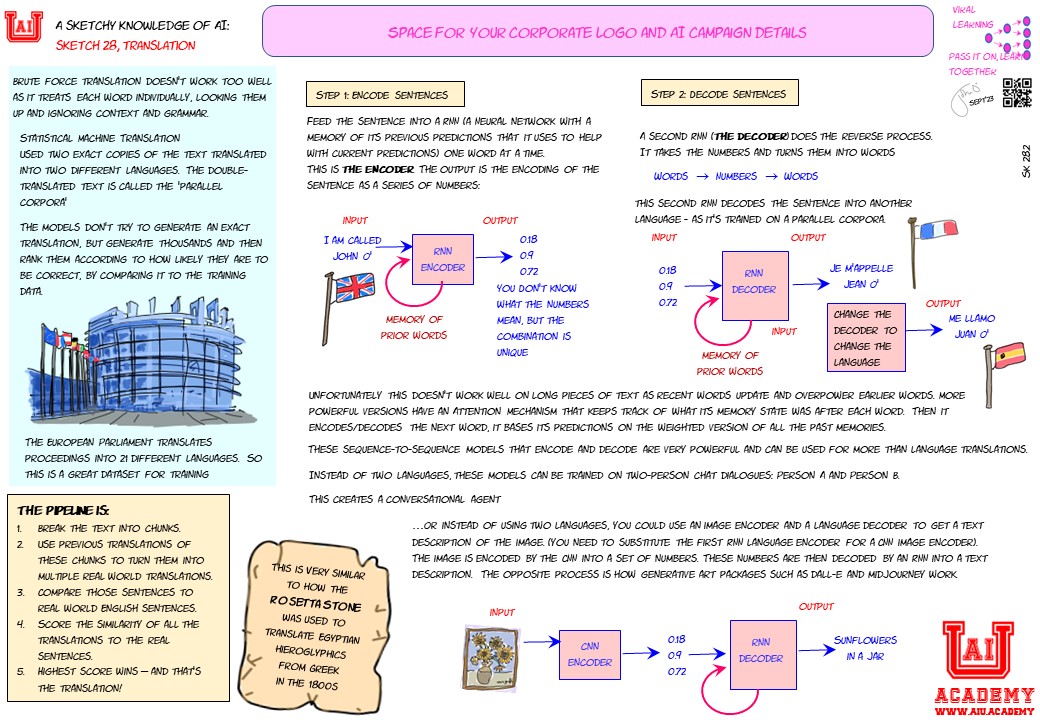 AI
A SKETCHY KNOWLEDGE OF AI:
SKETCH 28, TRANSLATION
SPACE FOR YOUR CORPORATE LOGO AND AI CAMPAIGN DETAILS
VIRAL
LEARNING
PASS IT ON, LEARN
TOGETHER
SEPT'23
SK 28.2
BRUTE FORCE TRANSLATION DOESN'T WORK TOO WELL
AS IT TREATS EACH WORD INDIVIDUALLY, LOOKING THEM
UP AND IGNORING CONTEXT AND GRAMMAR.
STATISTICAL MACHINE TRANSLATION
USED TWO EXACT COPIES OF THE TEXT TRANSLATED
INTO TWO DIFFERENT LANGUAGES. THE DOUBLE-
TRANSLATED TEXT IS CALLED THE 'PARALLEL
CORPORA'
THE MODELS DON'T TRY TO GENERATE AN EXACT
TRANSLATION, BUT GENERATE THOUSANDS AND THEN
RANK THEM ACCORDING TO HOW LIKELY THEY ARE TO
BE CORRECT, BY COMPARING IT TO THE TRAINING
DATA.
THE EUROPEAN PARLIAMENT TRANSLATES
PROCEEDINGS INTO 21 DIFFERENT LANGUAGES. SO
THIS IS A GREAT DATASET FOR TRAINING
THE PIPELINE IS:
1. BREAK THE TEXT INTO CHUNKS.
2. USE PREVIOUS TRANSLATIONS OF
THESE CHUNKS TO TURN THEM INTO
MULTIPLE REAL WORLD TRANSLATIONS.
3. COMPARE THOSE SENTENCES TO
REAL WORLD ENGLISH SENTENCES.
4. SCORE THE SIMILARITY OF ALL THE
TRANSLATIONS TO THE REAL
SENTENCES.
5. HIGHEST SCORE WINS – AND THAT'S
THE TRANSLATION!
STEP 1: ENCODE SENTENCES
FEED THE SENTENCE INTO A RNN (A NEURAL NETWORK WITH A
MEMORY OF ITS PREVIOUS PREDICTIONS THAT IT USES TO HELP
WITH CURRENT PREDICTIONS) ONE WORD AT A TIME.
THIS IS THE ENCODER. THE OUTPUT IS THE ENCODING OF THE
SENTENCE AS A SERIES OF NUMBERS:
INPUT
OUTPUT
I AM CALLED
JOHN O'
RNN
ENCODER
0.18
0.9
0.72
MEMORY OF
PRIOR WORDS
YOU DON'T KNOW
WHAT THE NUMBERS
MEAN, BUT THE
COMBINATION IS
UNIQUE
STEP 2: DECODE SENTENCES
A SECOND RNN (THE DECODER) DOES THE REVERSE PROCESS.
IT TAKES THE NUMBERS AND TURNS THEM INTO WORDS
WORDS → NUMBERS → WORDS
THIS SECOND RNN DECODES THE SENTENCE INTO ANOTHER
LANGUAGE - AS IT'S TRAINED ON A PARALLEL CORPORA.
INPUT
OUTPUT
0.18
0.9
0.72
RNN
DECODER
JE M'APPELLE
JEAN O'
INPUT
MEMORY OF
PRIOR WORDS
CHANGE THE
DECODER TO
CHANGE THE
LANGUAGE
OUTPUT
ME LLAMO
JUAN O'
UNFORTUNATELY THIS DOESN'T WORK WELL ON LONG PIECES OF TEXT AS RECENT WORDS UPDATE AND OVERPOWER EARLIER WORDS. MORE
POWERFUL VERSIONS HAVE AN ATTENTION MECHANISM THAT KEEPS TRACK OF WHAT ITS MEMORY STATE WAS AFTER EACH WORD. THEN IT
ENCODES/DECODES THE NEXT WORD, IT BASES ITS PREDICTIONS ON THE WEIGHTED VERSION OF ALL THE PAST MEMORIES.
THESE SEQUENCE-TO-SEQUENCE MODELS THAT ENCODE AND DECODE ARE VERY POWERFUL AND CAN BE USED FOR MORE THAN LANGUAGE TRANSLATIONS.
INSTEAD OF TWO LANGUAGES, THESE MODELS CAN BE TRAINED ON TWO-PERSON CHAT DIALOGUES: PERSON A AND PERSON B.
THIS CREATES A CONVERSATIONAL AGENT
...OR INSTEAD OF USING TWO LANGUAGES, YOU COULD USE AN IMAGE ENCODER AND A LANGUAGE DECODER TO GET A TEXT
DESCRIPTION OF THE IMAGE. (YOU NEED TO SUBSTITUTE THE FIRST RNN LANGUAGE ENCODER FOR A CNN IMAGE ENCODER).
THE IMAGE IS ENCODED BY THE CNN INTO A SET OF NUMBERS. THESE NUMBERS ARE THEN DECODED BY AN RNN INTO A TEXT
DESCRIPTION. THE OPPOSITE PROCESS IS HOW GENERATIVE ART PACKAGES SUCH AS DALL-E AND MIDJOURNEY WORK.
THIS IS VERY SIMILAR
TO HOW THE
ROSETTA STONE
WAS USED TO
TRANSLATE EGYPTIAN
HIEROGLYPHICS
FROM GREEK
IN THE 1800S
INPUT
OUTPUT
CNN
ENCODER
0.18
0.9
0.72
RNN
DECODER
SUNFLOWERS
IN A JAR
AI
ACADEMY
WWW.AIU.ACADEMY